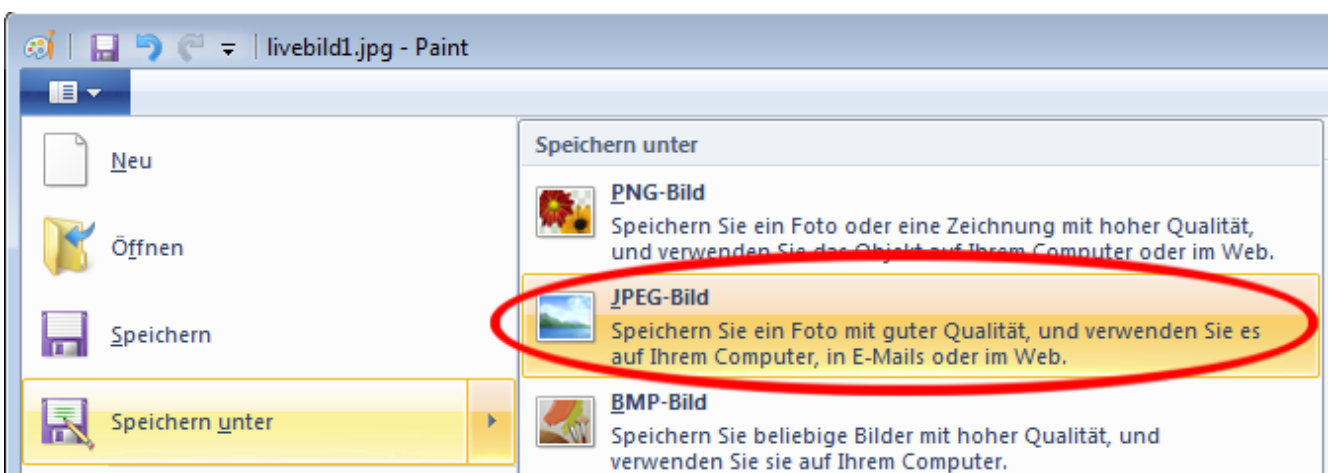 livebild1.jpg - Paint
Neu
Öffnen
Speichern
Speichern unter
Speichern unter
PNG-Bild
Speichern Sie ein Foto oder eine Zeichnung mit hoher Qualität,
und verwenden Sie das Objekt auf Ihrem Computer oder im Web.
JPEG-Bild
Speichern Sie ein Foto mit guter Qualität, und verwenden Sie es
auf Ihrem Computer, in E-Mails oder im Web.
BMP-Bild
Speichern Sie beliebige Bilder mit hoher Qualität, und
verwenden Sie sie auf Ihrem Computer.